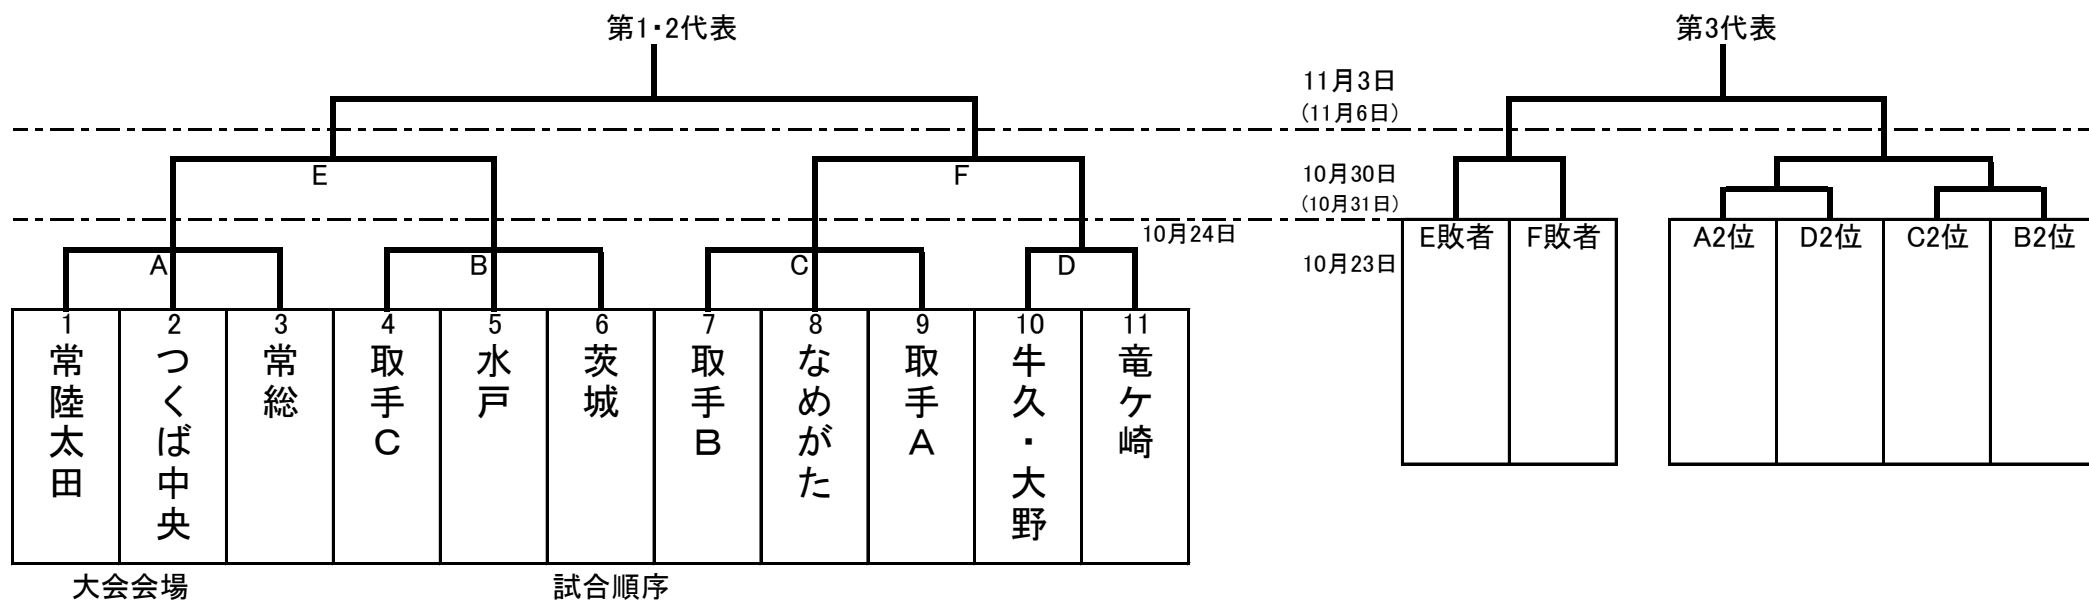 第1・2代表
第3代表
11月3日
(11月6日)
E
F
10月30日
(10月31日)
10月24日
E敗者
F敗者
A2位
D2位
C2位
B2位
A
B
C
D
10月23日
1
2
3
4
5
6
7
8
9
10
11
常陸太田
つくば中央
常総
取手C
水戸
茨城
取手B
なめがた
取手A
牛久・大野
竜ケ崎
大会会場
試合順序